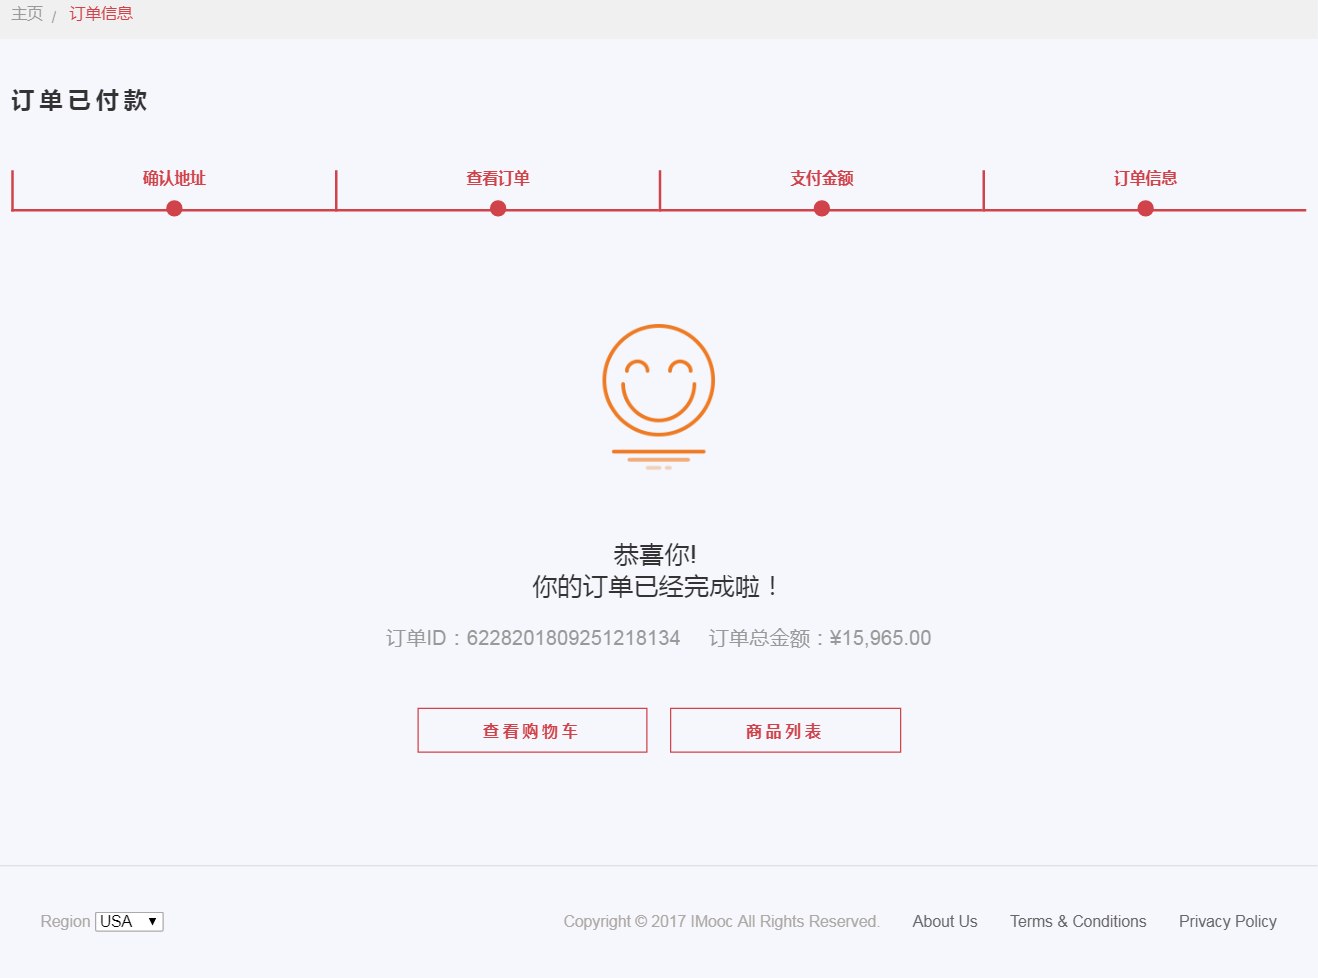 主页 / 订单信息
订单已付款
确认地址 查看订单 支付金额 订单信息
恭喜你!
你的订单已经完成啦！
订单ID：6228201809251218134 订单总金额：¥15,965.00
查看购物车 商品列表
Region USA Copyright © 2017 IMooc All Rights Reserved. About Us Terms & Conditions Privacy Policy